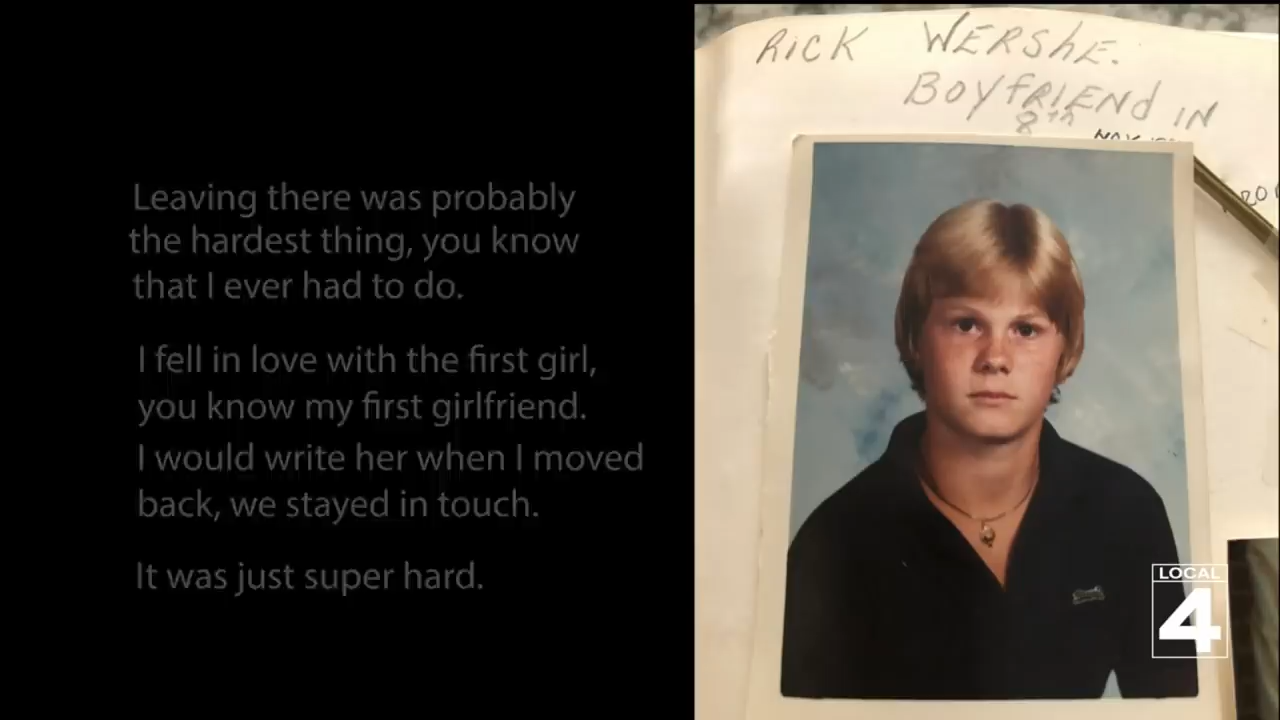 Leaving there was probably
the hardest thing, you know
that I ever had to do.
I fell in love with the first girl,
you know my first girlfriend.
I would write her when I moved
back, we stayed in touch.
It was just super hard.
RICK WERShE.
BOYfRIENd IN
8th
LOCAL
4